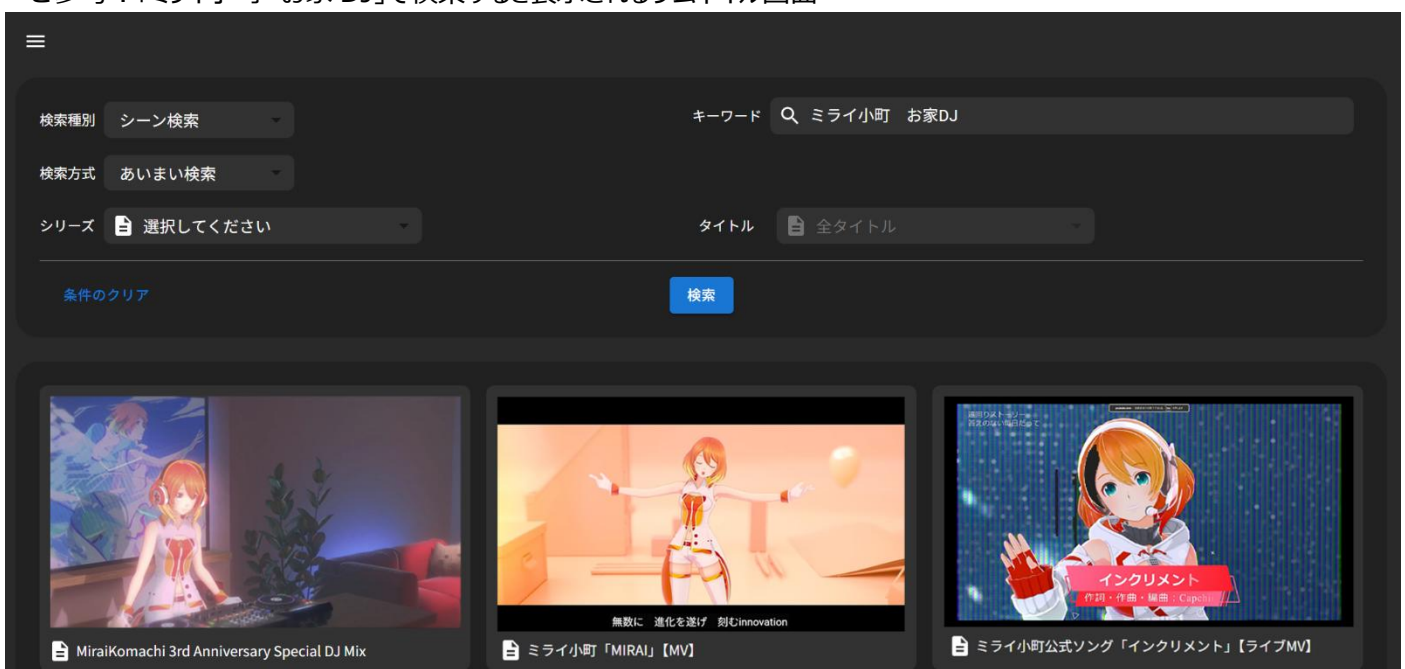 検索種別 シーン検索
キーワード ミライ小町　お家DJ
検索方式 あいまい検索
シリーズ 選択してください
タイトル 全タイトル
条件のクリア
検索
無数に 進化を遂げ 刻むinnovation
インクリメント
作詞・作曲・編曲：Capchi
MiraiKomachi 3rd Anniversary Special DJ Mix
ミライ小町「MIRAI」【MV】
ミライ小町公式ソング「インクリメント」【ライブMV】